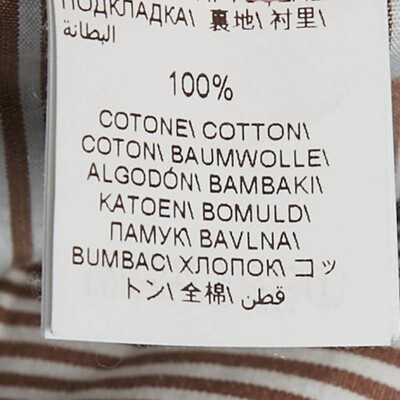 ПОДКЛАДКА\ 裏地\ 衬里\
البطانة
100%
COTONE\ COTTON\
COTON\ BAUMWOLLE\
ALGODÓN\ BAMBAKI\
KATOEN\ BOMULD\
ПАМУК\ BAVLNA\
BUMBAC\ ХЛОПОК\ コッ
トン\ 全棉\ قطن